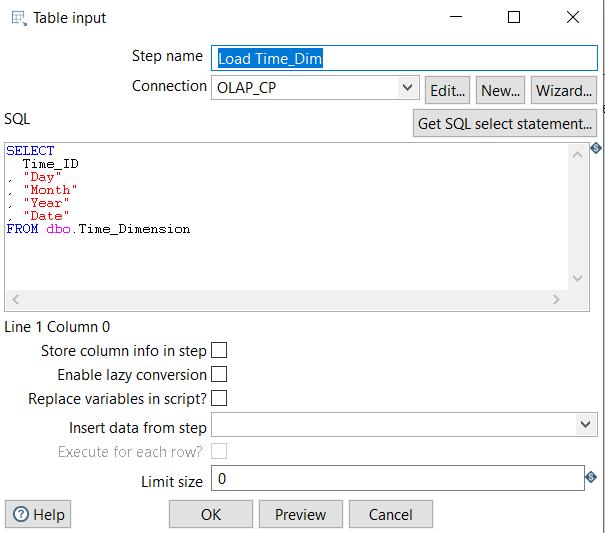 Table input
Step name Load Time_Dim
Connection OLAP_CP Edit... New... Wizard...
SQL Get SQL select statement...
SELECT
Time_ID
, "Day"
, "Month"
, "Year"
, "Date"
FROM dbo.Time_Dimension
Line 1 Column 0
Store column info in step
Enable lazy conversion
Replace variables in script?
Insert data from step
Execute for each row?
Limit size 0
Help OK Preview Cancel